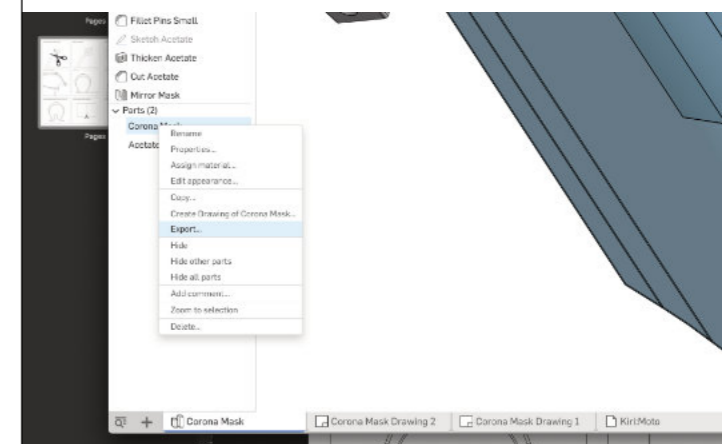 Pages
Fillet Pins Small
Sketch Acetate
Thicken Acetate
Cut Acetate
Mirror Mask
Parts (2)
Pages
Corona Mask
Acetate
Rename
Properties...
Assign material...
Edit appearance...
Copy...
Create Drawing of Corona Mask...
Export...
Hide
Hide other parts
Hide all parts
Add comment...
Zoom to selection
Delete...
Corona Mask
Corona Mask Drawing 2
Corona Mask Drawing 1
Kiri:Moto